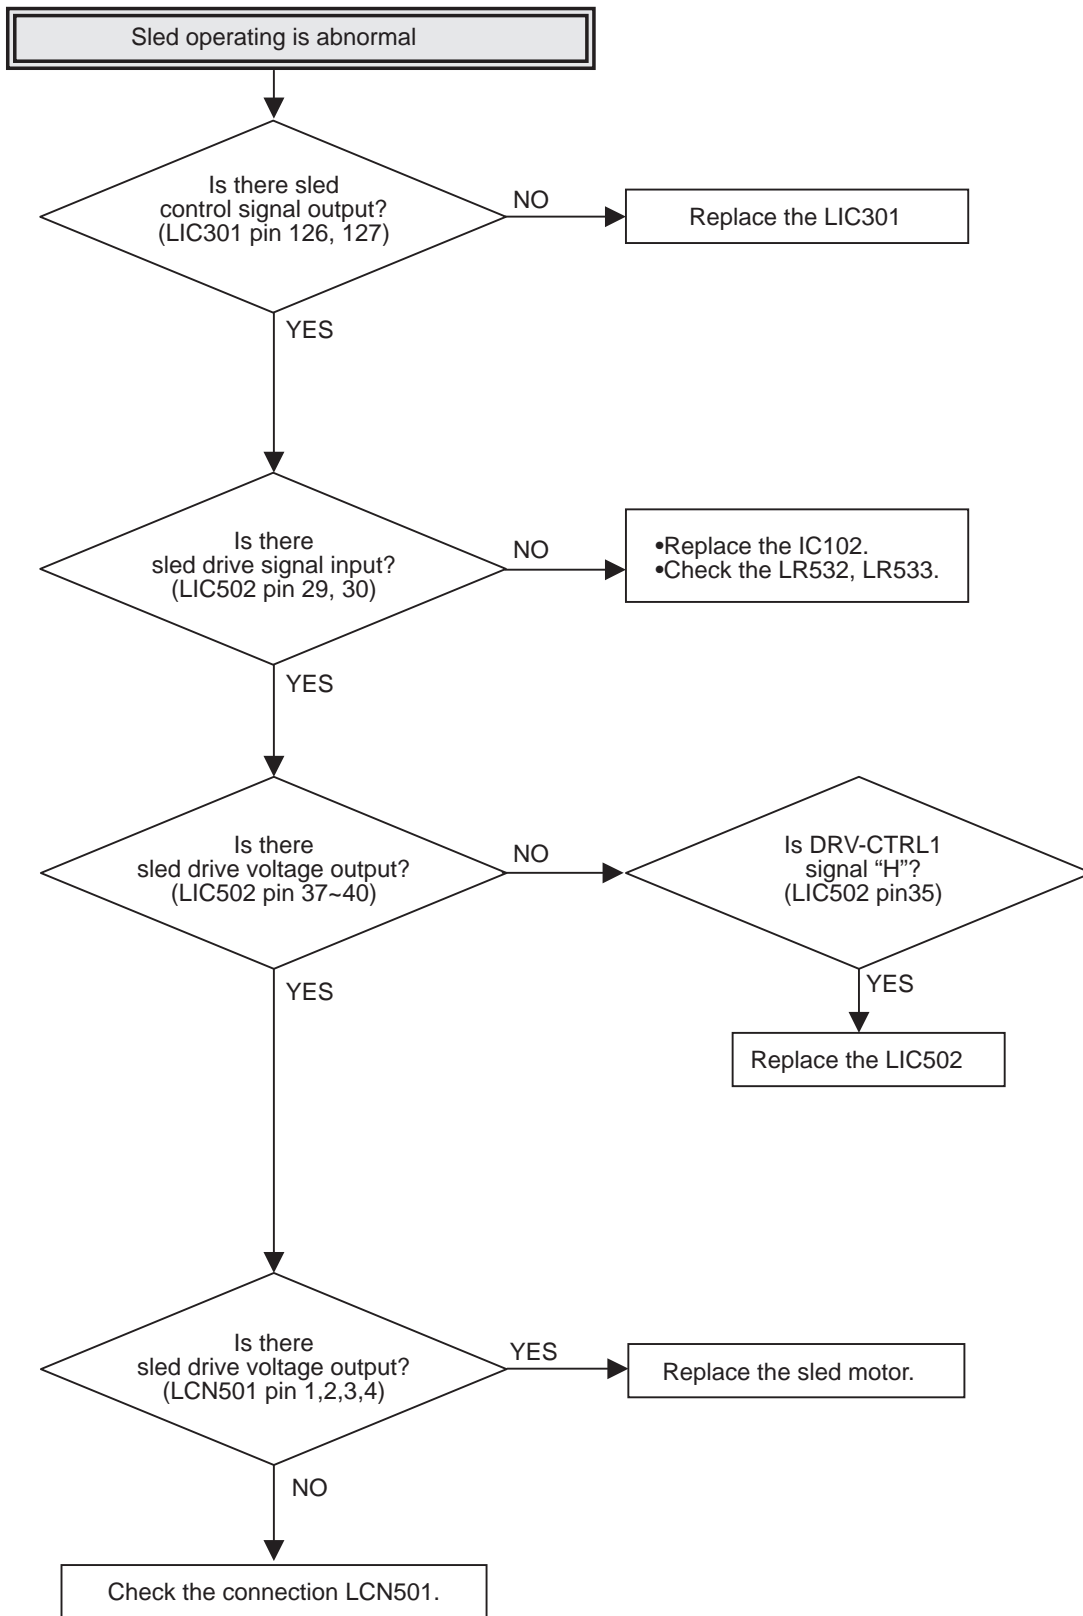 Sled operating is abnormal
Is there sled
control signal output?
(LIC301 pin 126, 127)
NO
Replace the LIC301
YES
Is there
sled drive signal input?
(LIC502 pin 29, 30)
NO
•Replace the IC102.
•Check the LR532, LR533.
YES
Is there
sled drive voltage output?
(LIC502 pin 37~40)
NO
Is DRV-CTRL1
signal “H”?
(LIC502 pin35)
YES
Replace the LIC502
YES
Is there
sled drive voltage output?
(LCN501 pin 1,2,3,4)
YES
Replace the sled motor.
NO
Check the connection LCN501.